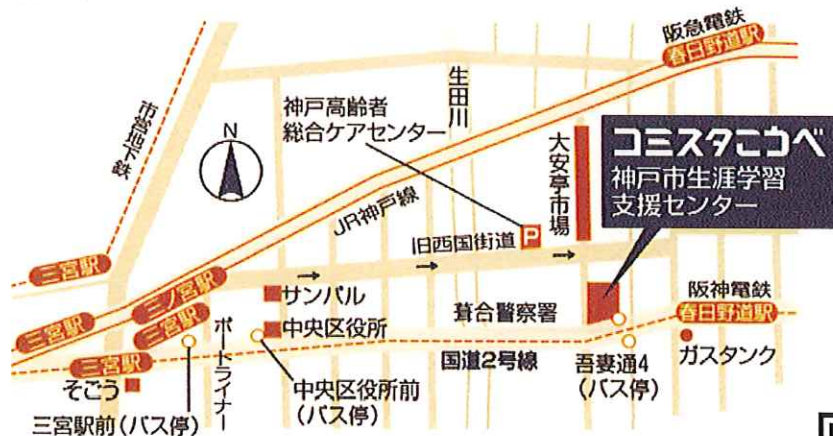 阪急電鉄
春日野道駅
生田川
市営地下鉄
神戸高齢者
総合ケアセンター
N
大安亭市場
コミスタこうべ
神戸市生涯学習
支援センター
JR神戸線
旧西国街道
P
三宮駅
三ノ宮駅
三宮駅
三宮駅
サンパル
中央区役所
葺合警察署
阪神電鉄
春日野道駅
ポートライナー
三宮駅
そごう
国道2号線
吾妻通4
(バス停)
ガスタンク
三宮駅前(バス停)
中央区役所前
(バス停)